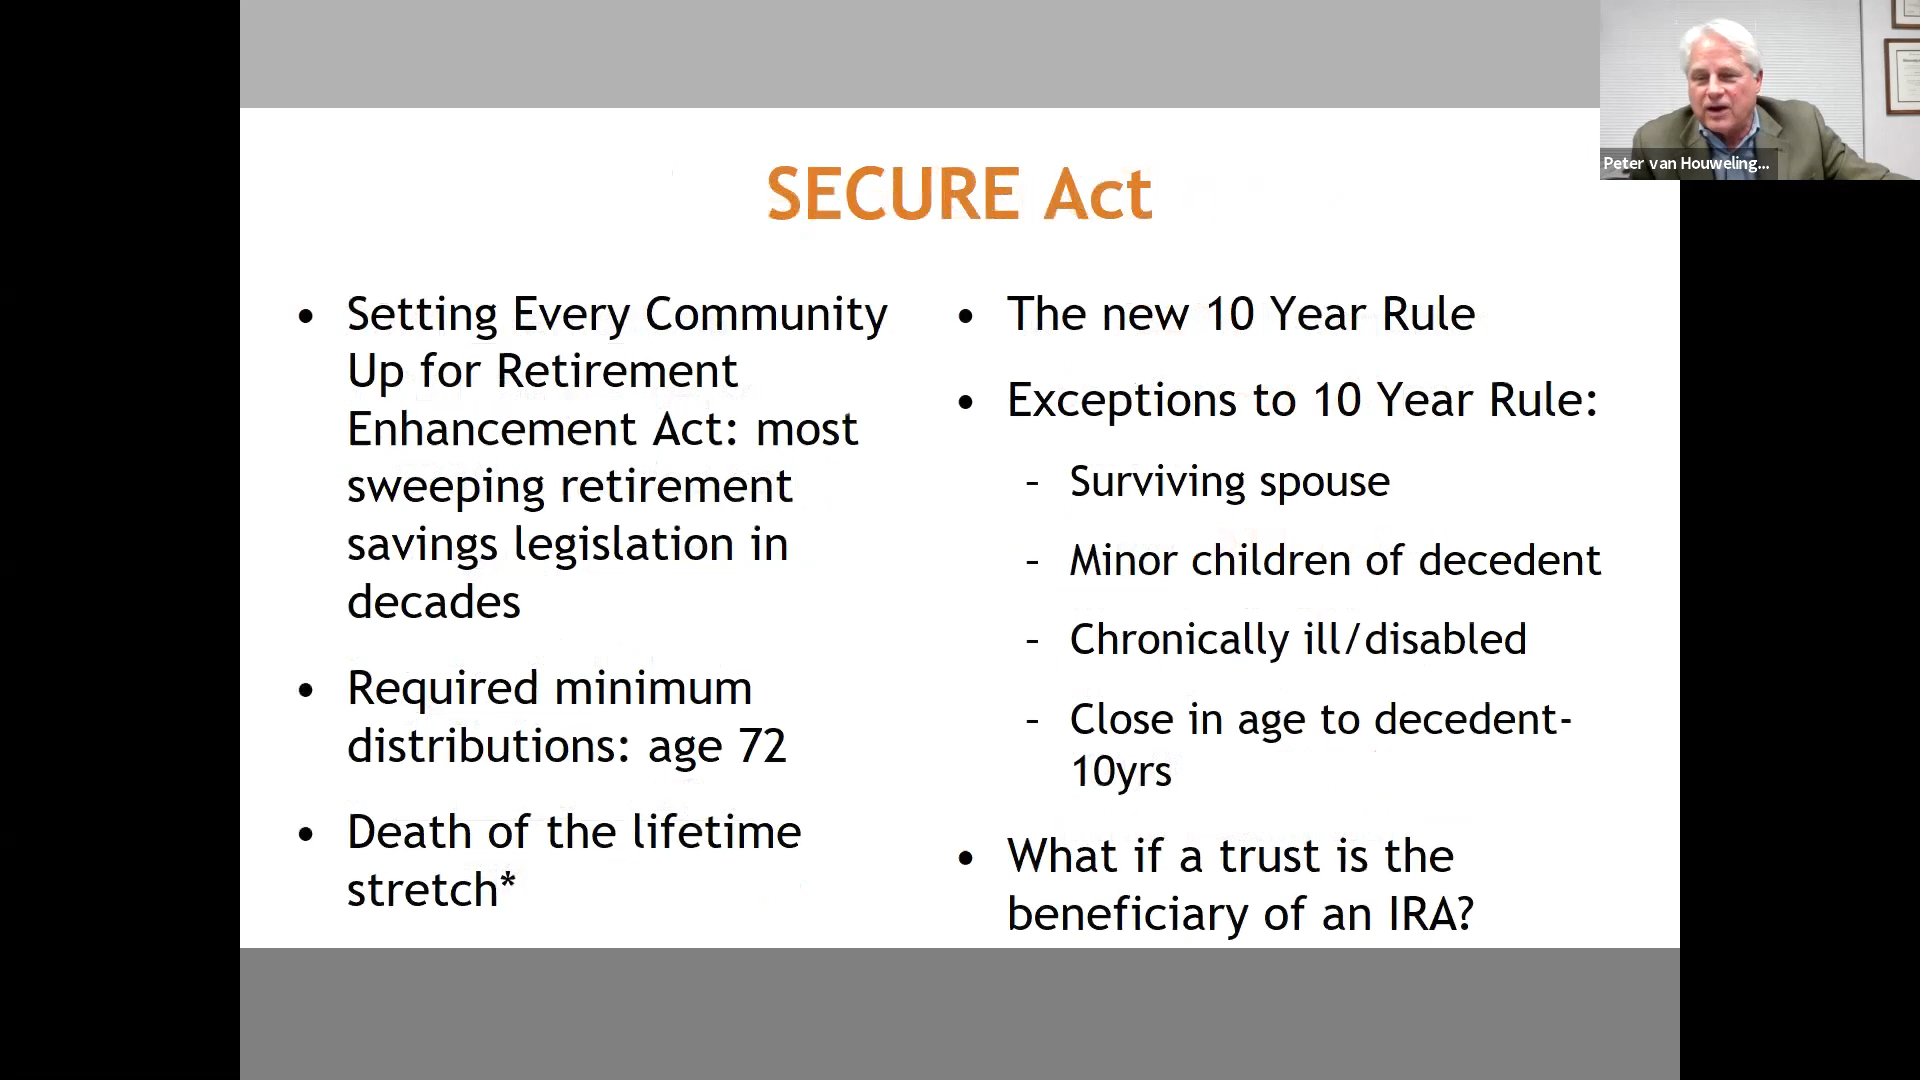 SECURE Act
• Setting Every Community
Up for Retirement
Enhancement Act: most
sweeping retirement
savings legislation in
decades
• Required minimum
distributions: age 72
• Death of the lifetime
stretch*
• The new 10 Year Rule
• Exceptions to 10 Year Rule:
– Surviving spouse
– Minor children of decedent
– Chronically ill/disabled
– Close in age to decedent-
10yrs
• What if a trust is the
beneficiary of an IRA?
Peter van Houweling...